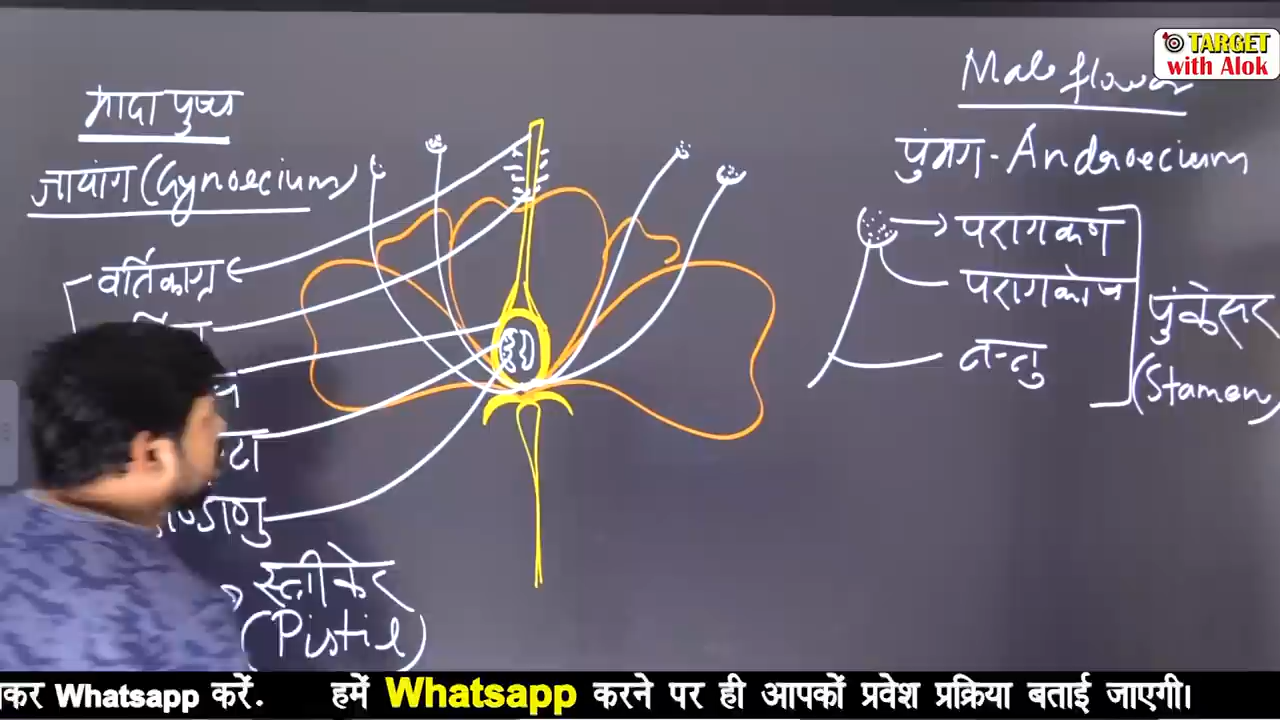 TARGET
with Alok
मादा पुष्प
जायांग (Gynoecium)
वर्तिकाग्र
स्त्रीकेसर
(Pistil)
Male flower
पुमंग - Androecium
परागकण
परागकोष
तन्तु
पुंकेसर
(Stamen)
कर Whatsapp करें. हमें Whatsapp करने पर ही आपकों प्रवेश प्रक्रिया बताई जाएगी।